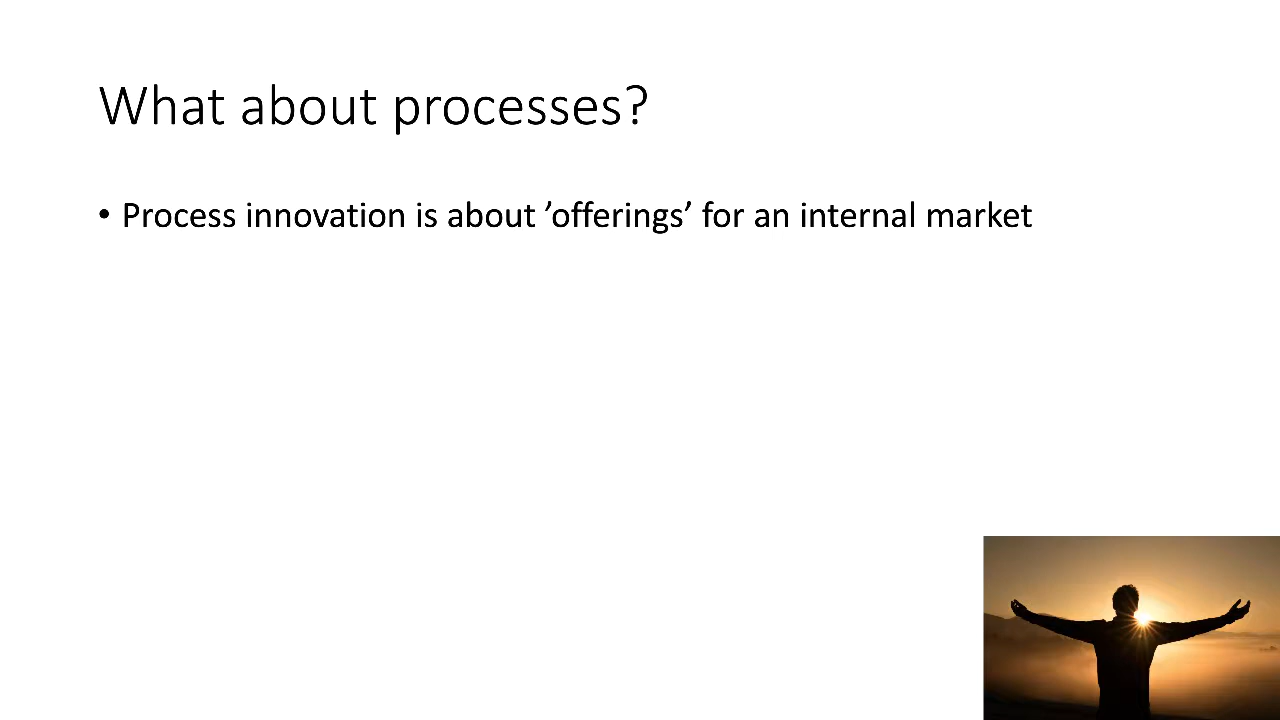 What about processes?
• Process innovation is about ’offerings’ for an internal market